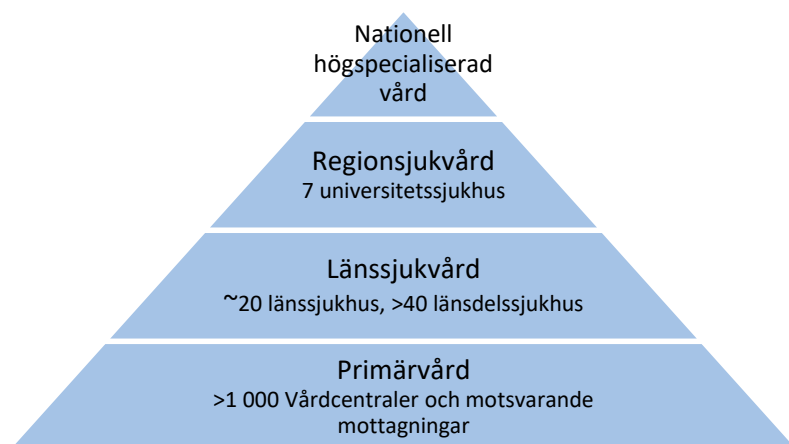 Nationell
högspecialiserad
vård
Regionsjukvård
7 universitetssjukhus
Länssjukvård
~20 länssjukhus, >40 länsdelssjukhus
Primärvård
>1 000 Vårdcentraler och motsvarande
mottagningar